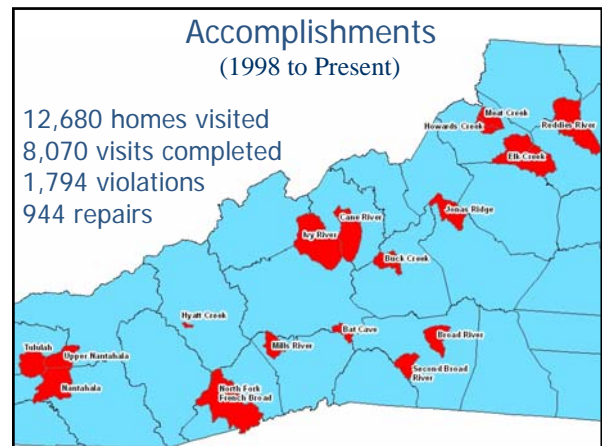 Accomplishments
(1998 to Present)
12,680 homes visited
8,070 visits completed
1,794 violations
944 repairs
Meat Creek
Howards Creek
Reddies River
Elk Creek
Jonas Ridge
Cane River
Ivy River
Buck Creek
Hyatt Creek
Bat Cave
Mills River
Broad River
Tululah
Upper Nantahala
Second Broad
River
Nantahala
North Fork
French Broad